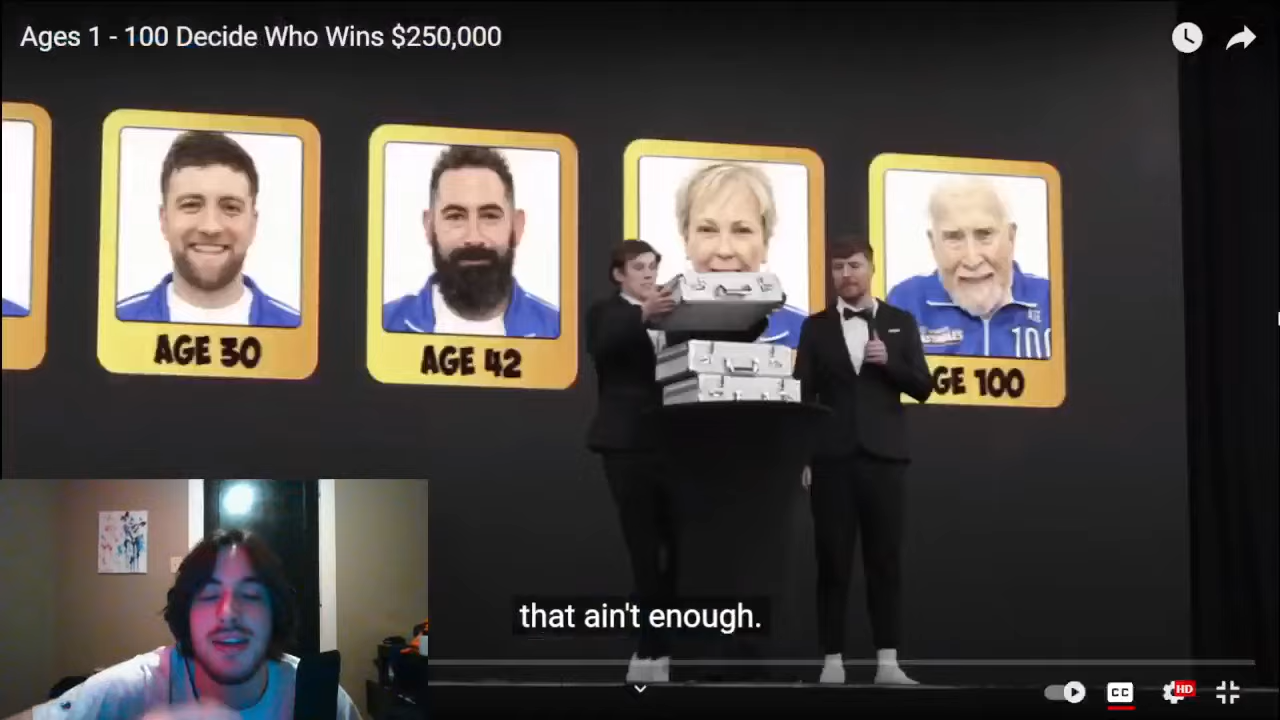 Ages 1 - 100 Decide Who Wins $250,000
AGE 30
AGE 42
GE 100
100
that ain't enough.
CC
HD